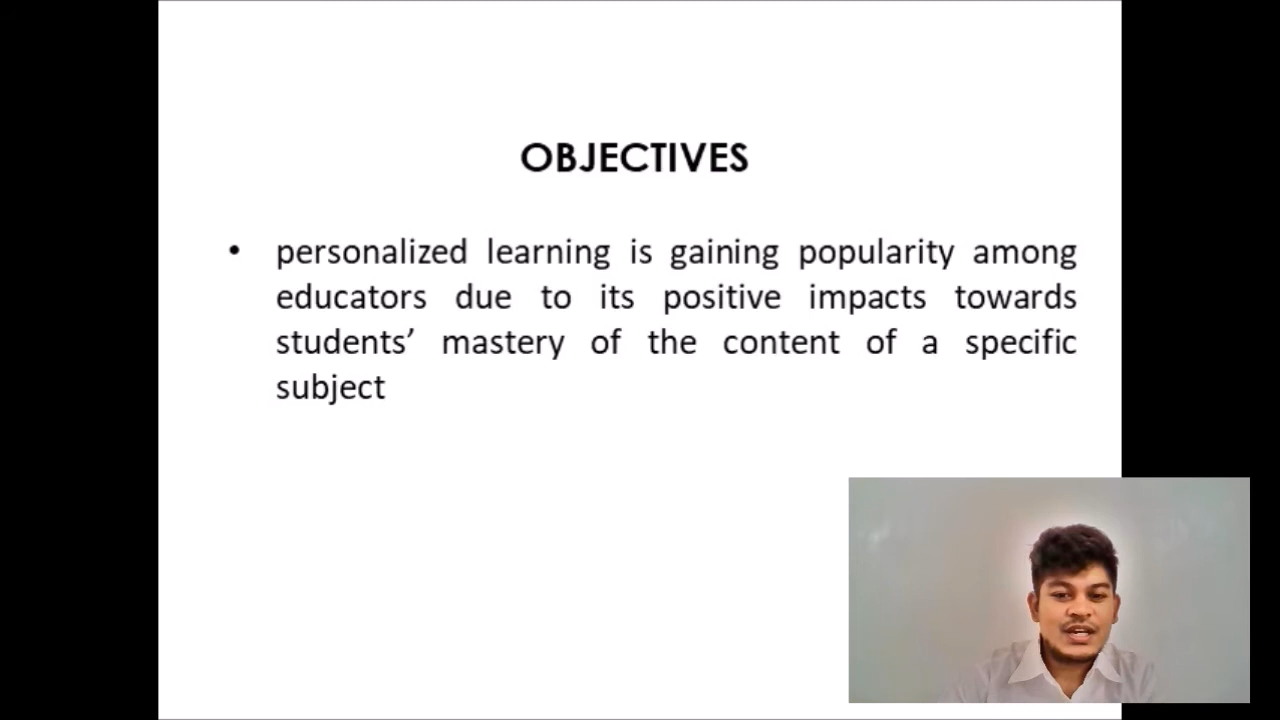 OBJECTIVES
• personalized learning is gaining popularity among
educators due to its positive impacts towards
students’ mastery of the content of a specific
subject